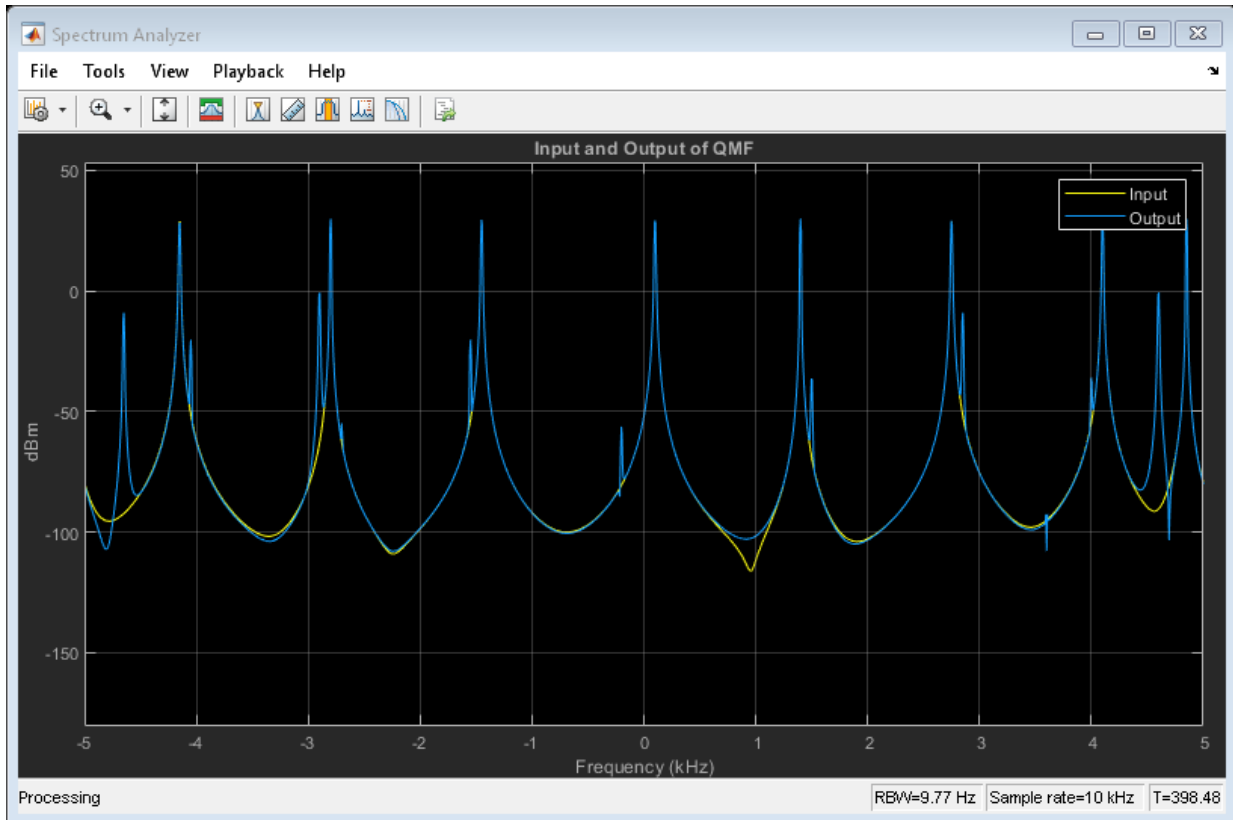 Spectrum Analyzer
File Tools View Playback Help
Input and Output of QMF
Input
Output
50
0
-50
-100
-150
dBm
-5 -4 -3 -2 -1 0 1 2 3 4 5
Frequency (kHz)
Processing RBW=9.77 Hz Sample rate=10 kHz T=398.48